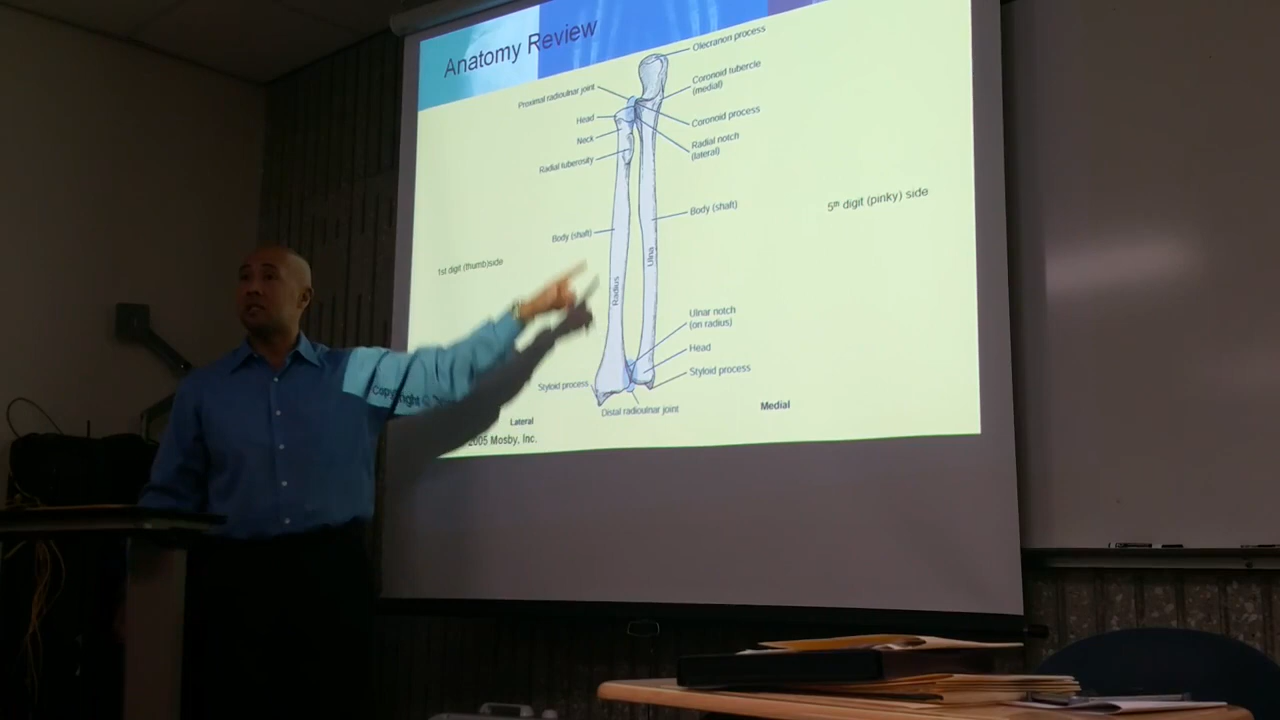 Anatomy Review
Olecranon process
Coronoid tubercle
(medial)
Proximal radioulnar joint
Head
Coronoid process
Neck
Radial notch
(lateral)
Radial tuberosity
5th digit (pinky) side
Body (shaft)
Body (shaft)
1st digit (thumb)side
Ulna
Radius
Ulnar notch
(on radius)
Head
Styloid process
Styloid process
Copyright ©
Distal radioulnar joint
Medial
Lateral
2005 Mosby, Inc.